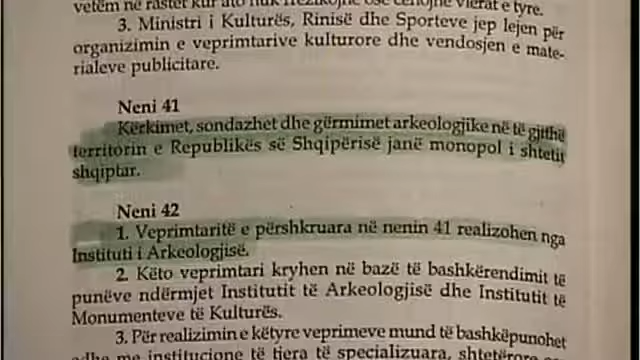 vetëm në rastet kur ato nuk rrezikojnë ose cenojnë vlerat e tyre.
3. Ministri i Kulturës, Rinisë dhe Sporteve jep lejen për
organizimin e veprimtarive kulturore dhe vendosjen e mate-
rialeve publicitare.
Neni 41
Kërkimet, sondazhet dhe gërmimet arkeologjike në të gjithë
territorin e Republikës së Shqipërisë janë monopol i shtetit
shqiptar.
Neni 42
1. Veprimtaritë e përshkruara në nenin 41 realizohen nga
Instituti i Arkeologjisë.
2. Këto veprimtari kryhen në bazë të bashkërendimit të
punëve ndërmjet Institutit të Arkeologjisë dhe Institutit të
Monumenteve të Kulturës.
3. Për realizimin e këtyre veprimeve mund të bashkëpunohet
edhe me institucione të tjera të specializuara, shtetërore